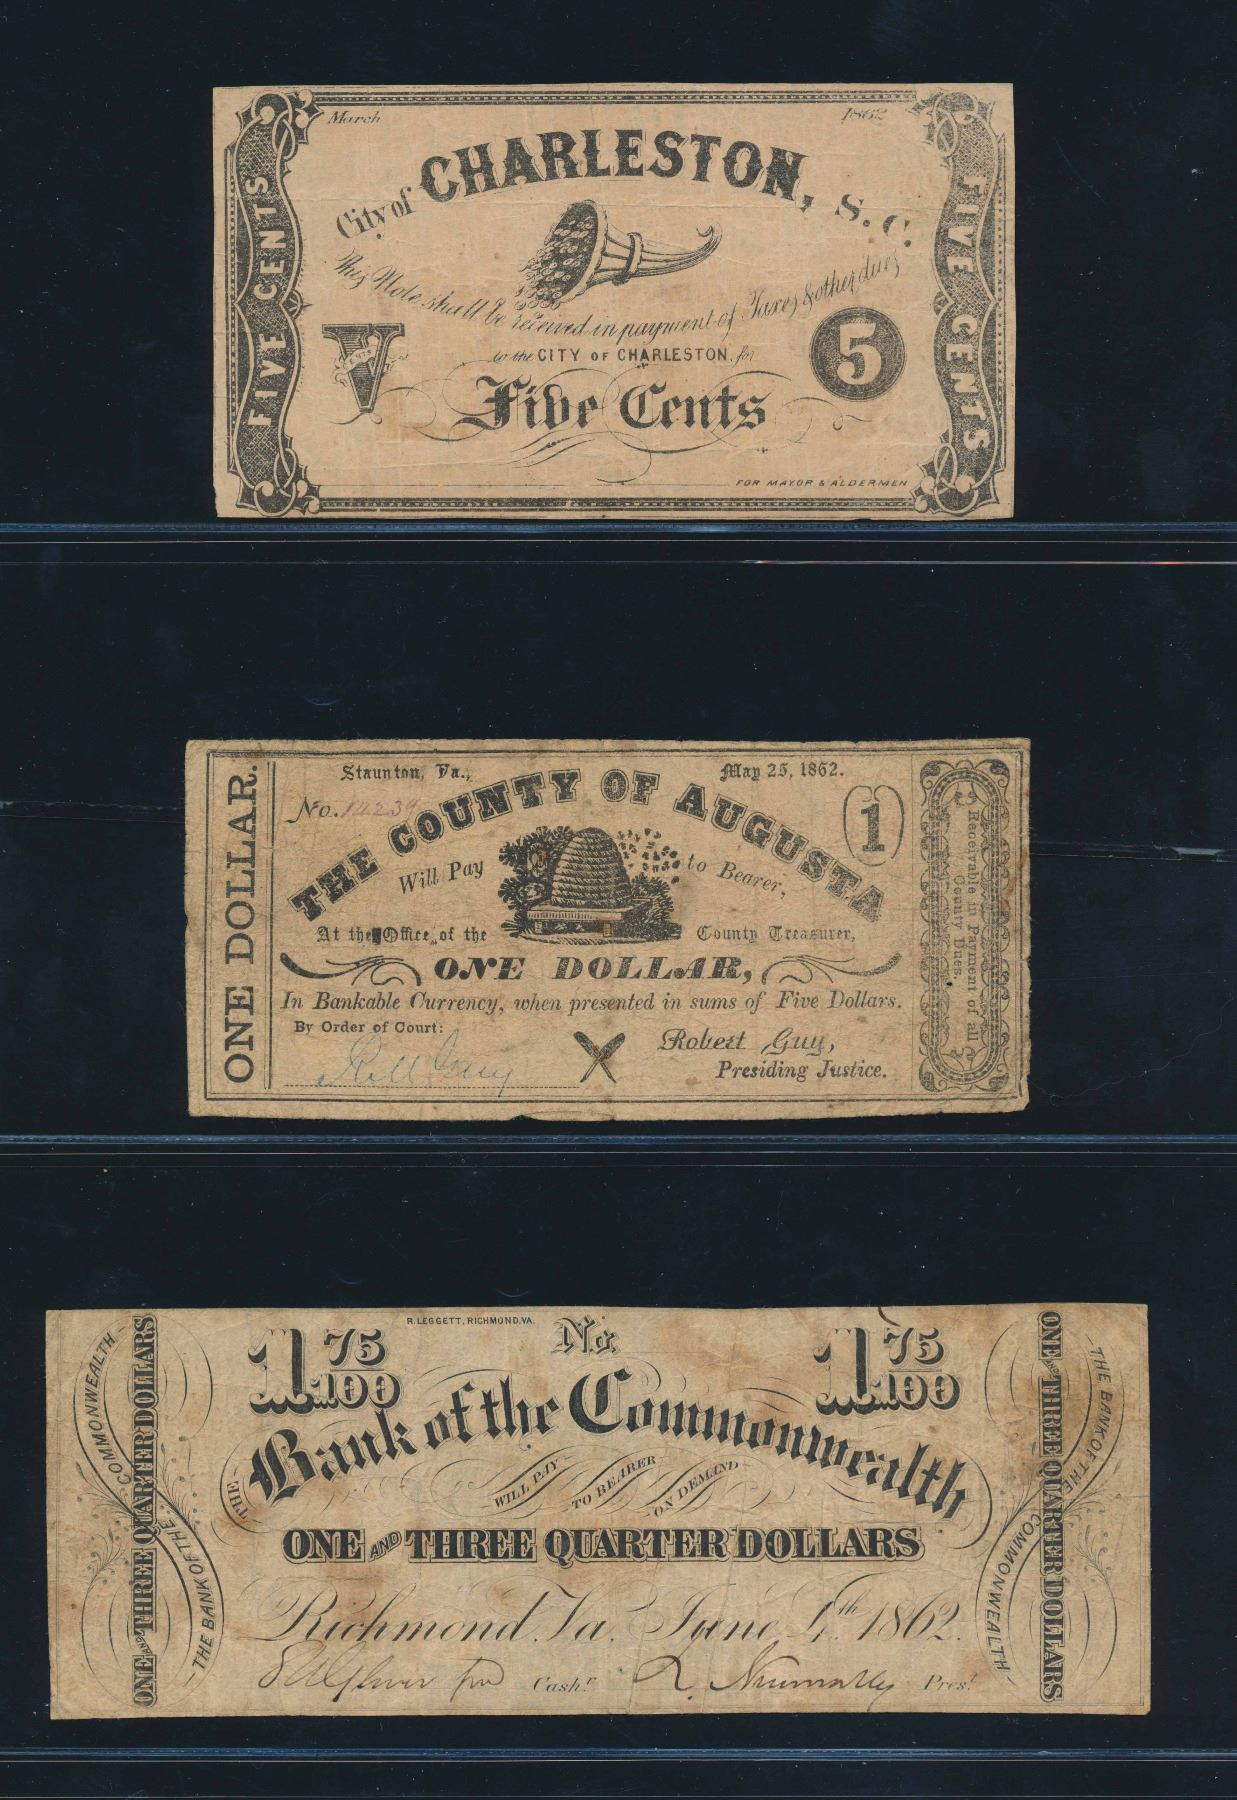 March 1862
City of CHARLESTON, S. C.
This Note shall be received in payment of Taxes & other dues
to the CITY OF CHARLESTON, for
V CENTS
5
Five Cents
FOR MAYOR & ALDERMEN
FIVE CENTS
FIVE CENTS
ONE DOLLAR.
Staunton, Va., May 25, 1862.
No. 14239
THE COUNTY OF AUGUSTA
1
Will Pay to Bearer,
At the Office of the County Treasurer,
ONE DOLLAR,
In Bankable Currency, when presented in sums of Five Dollars.
By Order of Court:
Robert Guy,
Presiding Justice.
Receivable in Payment of all
County Dues.
R. LEGGETT, RICHMOND, VA.
No.
1 75/100
1 75/100
THE Bank of the Commonwealth
WILL PAY TO BEARER ON DEMAND
ONE AND THREE QUARTER DOLLARS
Richmond Va. June 4th 1862.
Cashr. Prest.
ONE AND THREE QUARTER DOLLARS
THE BANK OF THE COMMONWEALTH
ONE AND THREE QUARTER DOLLARS
THE BANK OF THE COMMONWEALTH